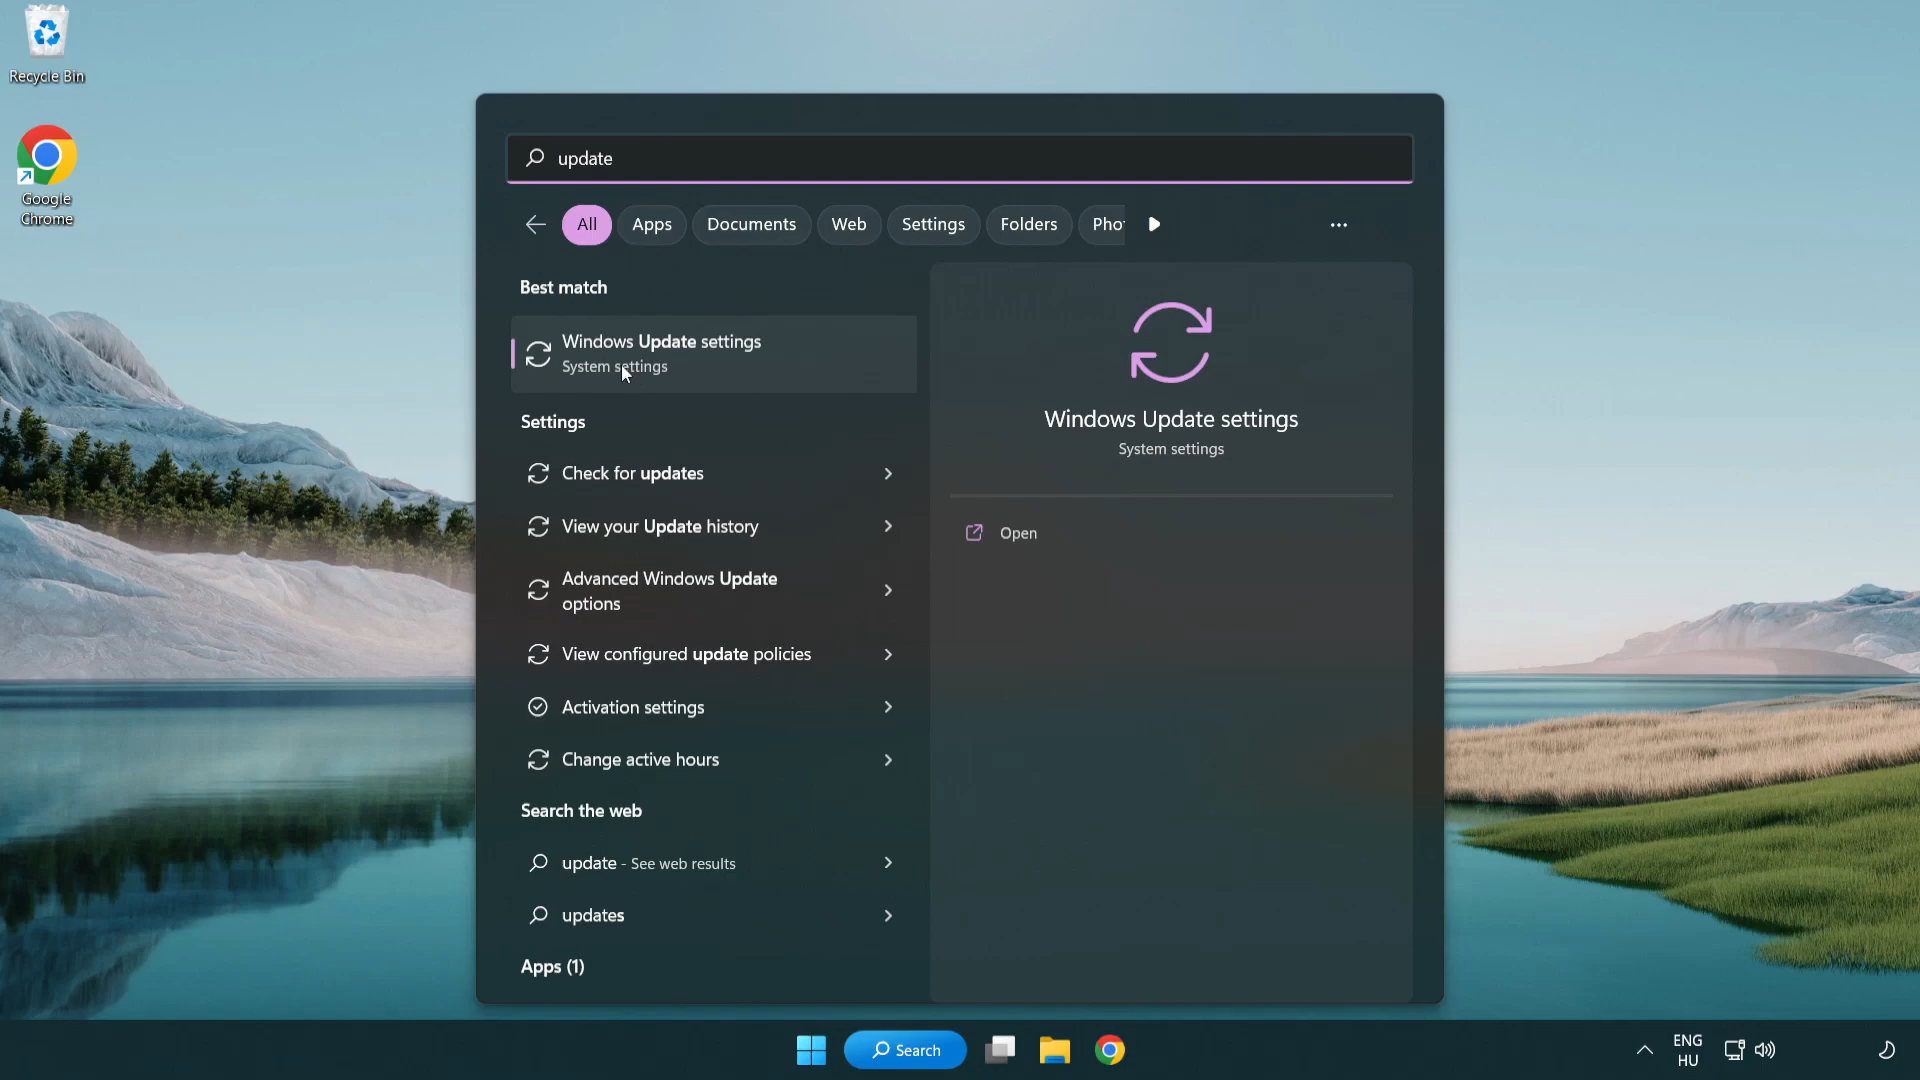 Recycle Bin
Google
Chrome
update
All
Apps
Documents
Web
Settings
Folders
Pho
Best match
Windows Update settings
System settings
Settings
Check for updates
View your Update history
Advanced Windows Update
options
View configured update policies
Activation settings
Change active hours
Search the web
update - See web results
updates
Apps (1)
Windows Update settings
System settings
Open
Search
ENG
HU